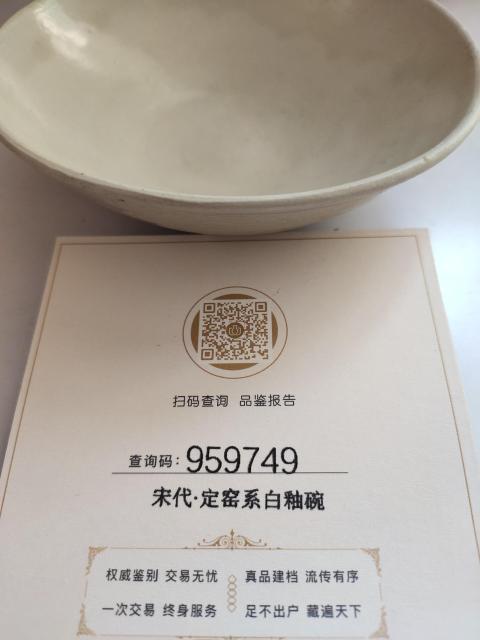 扫码查询 品鉴报告
查询码：959749
宋代·定窑系白釉碗
权威鉴别 交易无忧 真品建档 流传有序
一次交易 终身服务 足不出户 藏遍天下